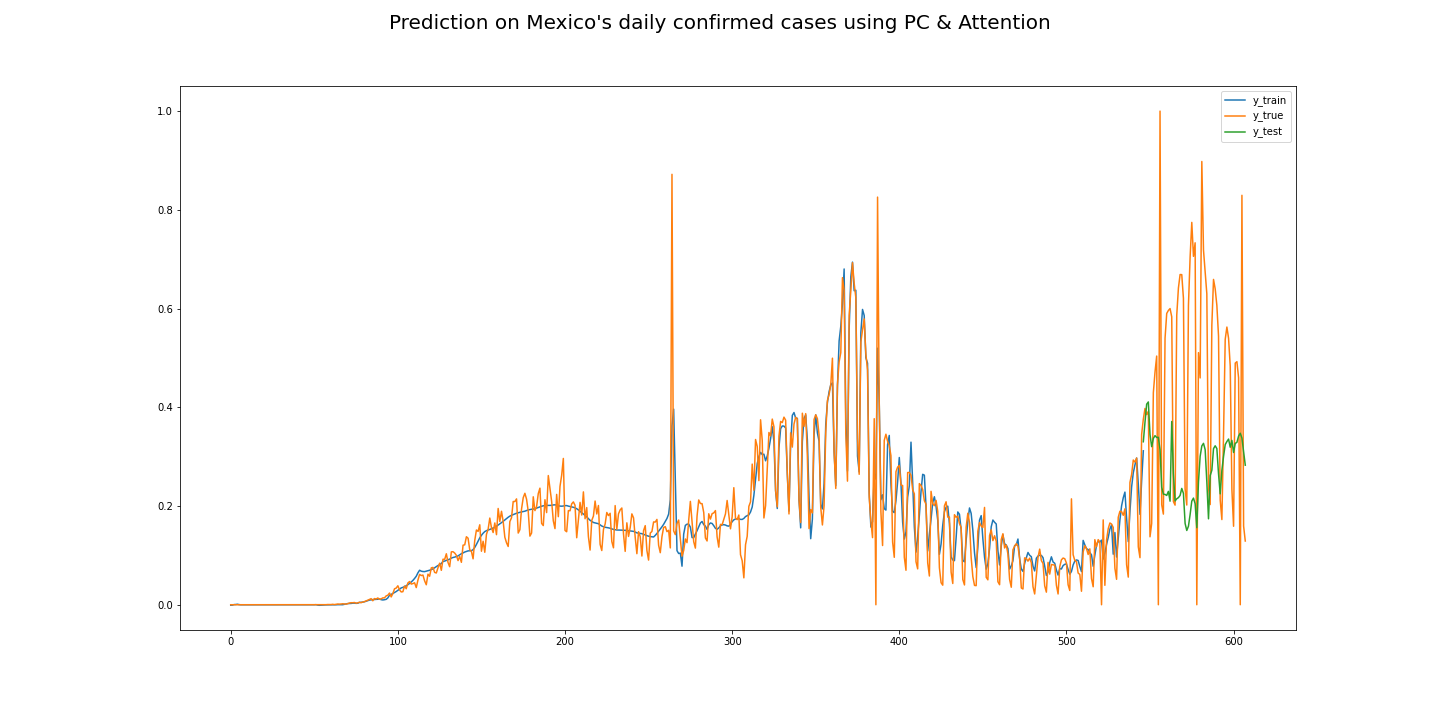 Prediction on Mexico's daily confirmed cases using PC & Attention
y_train
y_true
y_test
1.0
0.8
0.6
0.4
0.2
0.0
0 100 200 300 400 500 600